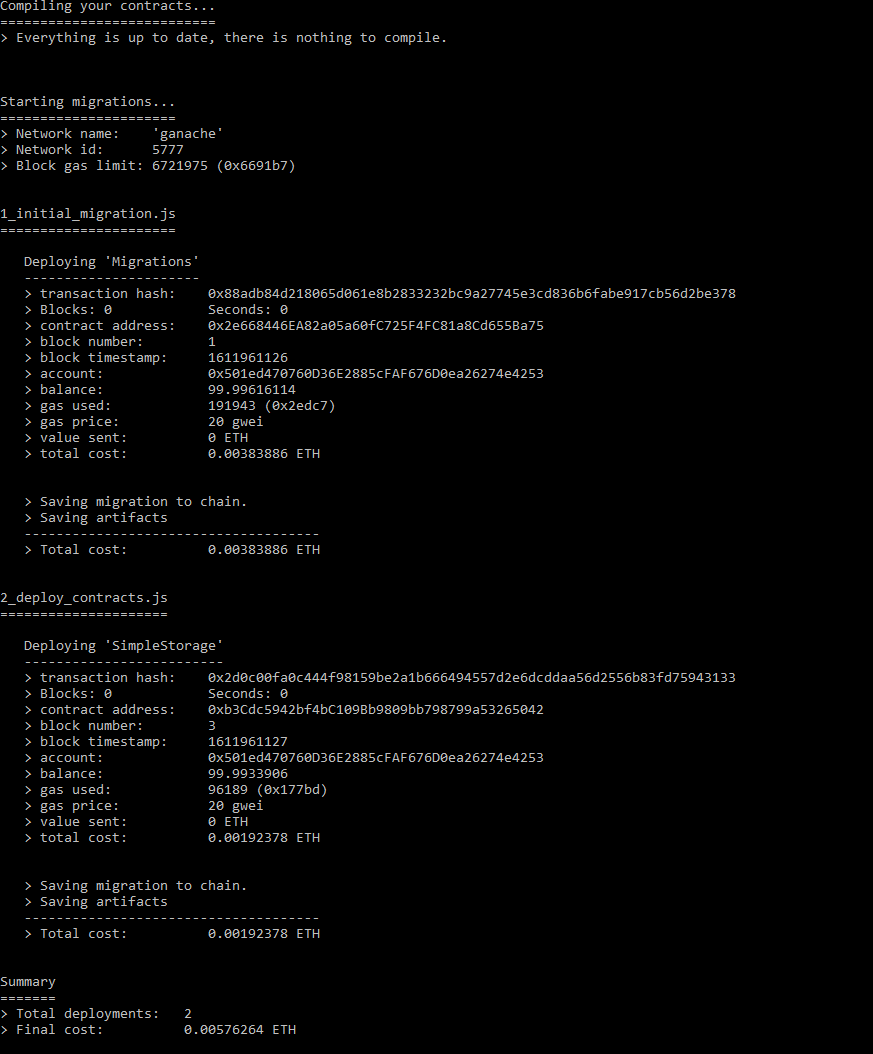 Compiling your contracts...
===========================
> Everything is up to date, there is nothing to compile.
Starting migrations...
======================
> Network name:    'ganache'
> Network id:      5777
> Block gas limit: 6721975 (0x6691b7)
1_initial_migration.js
======================
   Deploying 'Migrations'
   ----------------------
   > transaction hash:    0x88adb84d218065d061e8b2833232bc9a27745e3cd836b6fabe917cb56d2be378
   > Blocks: 0            Seconds: 0
   > contract address:    0x2e668446EA82a05a60fC725F4FC81a8Cd655Ba75
   > block number:        1
   > block timestamp:     1611961126
   > account:             0x501ed470760D36E2885cFAF676D0ea26274e4253
   > balance:             99.99616114
   > gas used:            191943 (0x2edc7)
   > gas price:           20 gwei
   > value sent:          0 ETH
   > total cost:          0.00383886 ETH
   > Saving migration to chain.
   > Saving artifacts
   -------------------------------------
   > Total cost:          0.00383886 ETH
2_deploy_contracts.js
=====================
   Deploying 'SimpleStorage'
   -------------------------
   > transaction hash:    0x2d0c00fa0c444f98159be2a1b666494557d2e6dcddaa56d2556b83fd75943133
   > Blocks: 0            Seconds: 0
   > contract address:    0xb3Cdc5942bf4bC109Bb9809bb798799a53265042
   > block number:        3
   > block timestamp:     1611961127
   > account:             0x501ed470760D36E2885cFAF676D0ea26274e4253
   > balance:             99.9933906
   > gas used:            96189 (0x177bd)
   > gas price:           20 gwei
   > value sent:          0 ETH
   > total cost:          0.00192378 ETH
   > Saving migration to chain.
   > Saving artifacts
   -------------------------------------
   > Total cost:          0.00192378 ETH
Summary
=======
> Total deployments:   2
> Final cost:          0.00576264 ETH